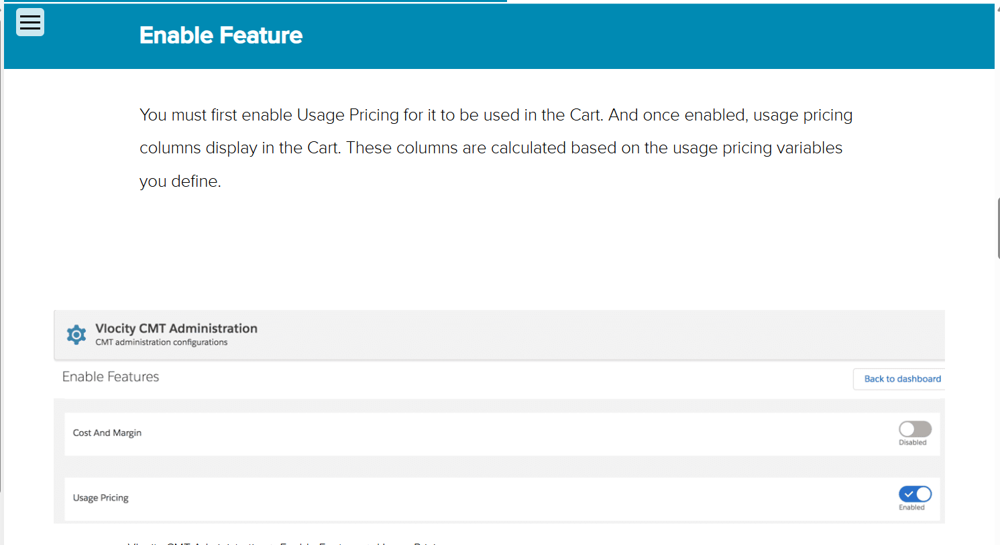 Enable Feature
You must first enable Usage Pricing for it to be used in the Cart. And once enabled, usage pricing
columns display in the Cart. These columns are calculated based on the usage pricing variables
you define.
Vlocity CMT Administration
CMT administration configurations
Enable Features
Back to dashboard
Cost And Margin
Disabled
Usage Pricing
Enabled